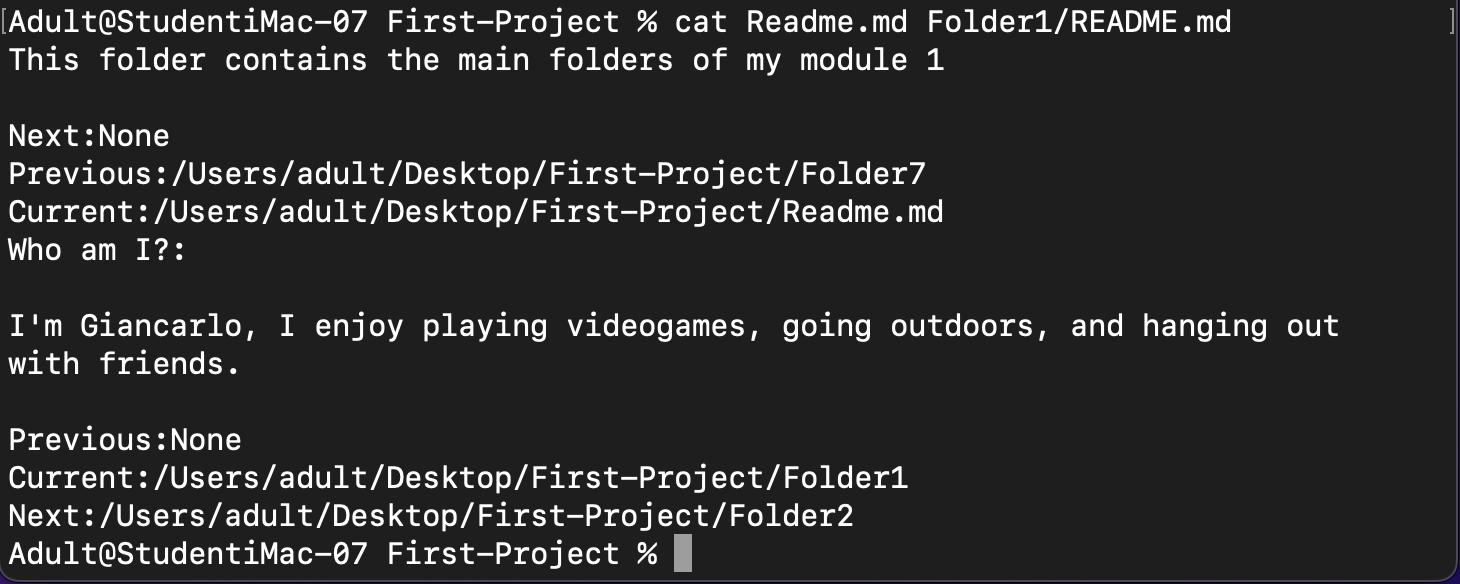 [Adult@StudentiMac-07 First-Project % cat Readme.md Folder1/README.md ]
This folder contains the main folders of my module 1
Next:None
Previous:/Users/adult/Desktop/First-Project/Folder7
Current:/Users/adult/Desktop/First-Project/Readme.md
Who am I?:
I'm Giancarlo, I enjoy playing videogames, going outdoors, and hanging out
with friends.
Previous:None
Current:/Users/adult/Desktop/First-Project/Folder1
Next:/Users/adult/Desktop/First-Project/Folder2
Adult@StudentiMac-07 First-Project %